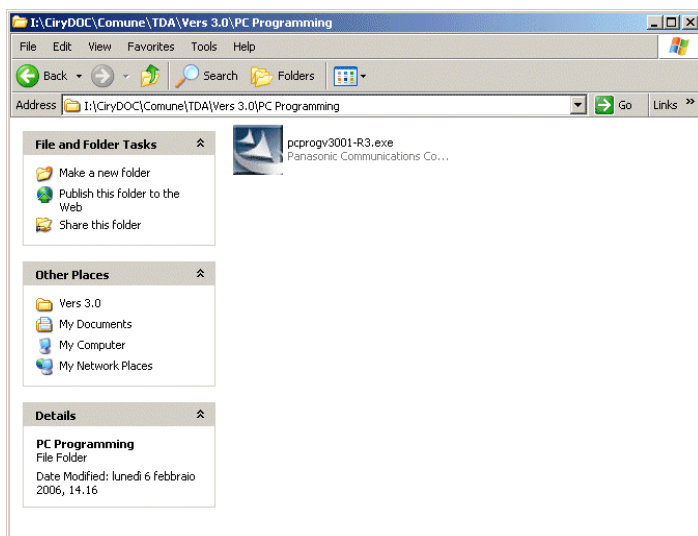 I:\CiryDOC\Comune\TDA\Vers 3.0\PC Programming
File Edit View Favorites Tools Help
Back Search Folders
Address I:\CiryDOC\Comune\TDA\Vers 3.0\PC Programming Go Links »
File and Folder Tasks
Make a new folder
Publish this folder to the
Web
Share this folder
Other Places
Vers 3.0
My Documents
My Computer
My Network Places
Details
PC Programming
File Folder
Date Modified: lunedì 6 febbraio
2006, 14.16
pcprogv3001-R3.exe
Panasonic Communications Co...